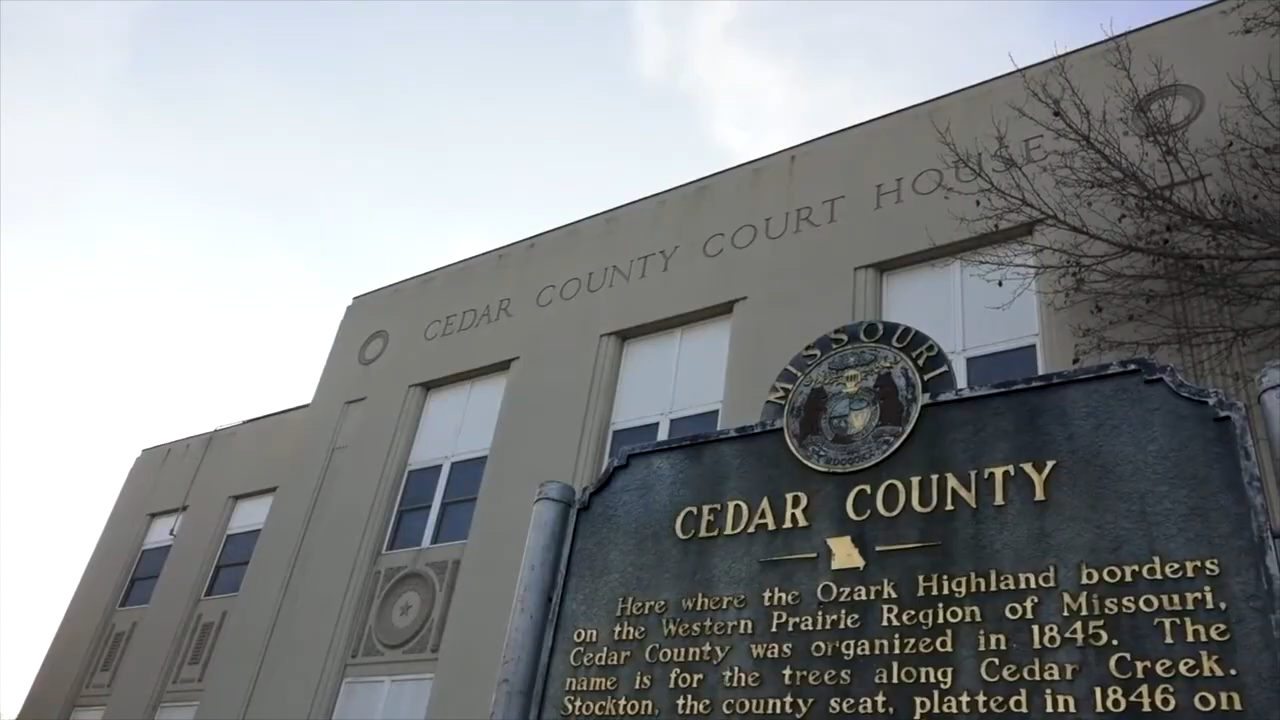 CEDAR COUNTY COURT HOUSE
MISSOURI
CEDAR COUNTY
Here where the Ozark Highland borders
on the Western Prairie Region of Missouri,
Cedar County was organized in 1845. The
name is for the trees along Cedar Creek.
Stockton, the county seat, platted in 1846 on